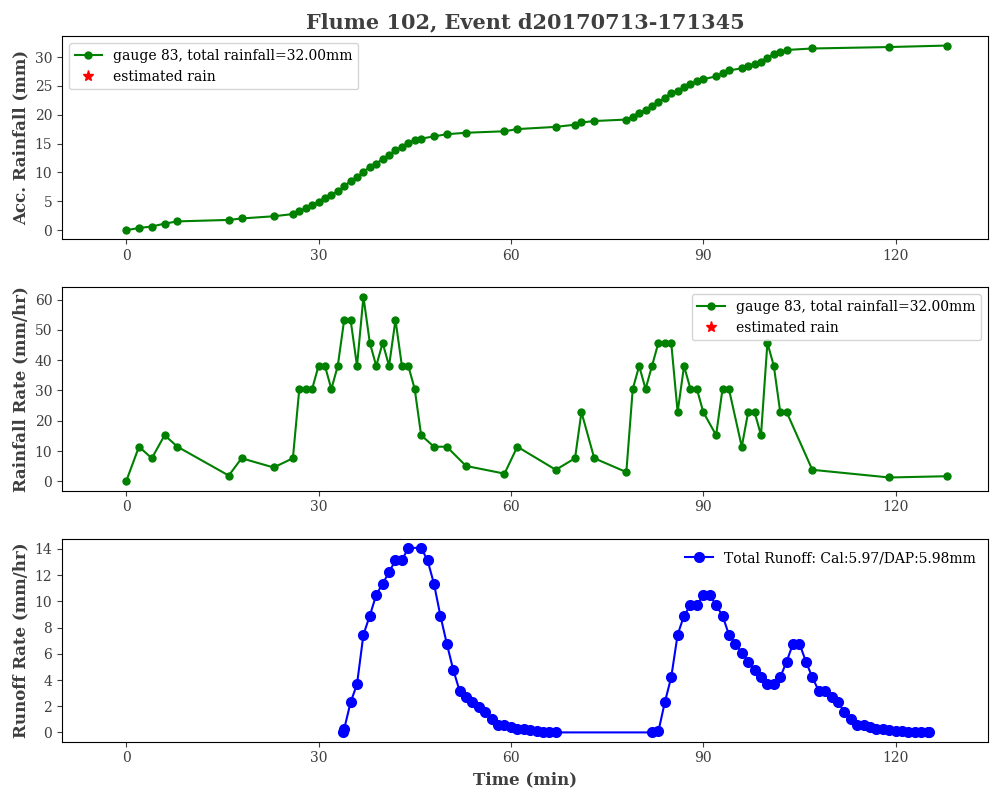 Flume 102, Event d20170713-171345
Acc. Rainfall (mm)
30
25
20
15
10
5
0
gauge 83, total rainfall=32.00mm
estimated rain
0 30 60 90 120
Rainfall Rate (mm/hr)
60
50
40
30
20
10
0
gauge 83, total rainfall=32.00mm
estimated rain
0 30 60 90 120
Runoff Rate (mm/hr)
14
12
10
8
6
4
2
0
Total Runoff: Cal:5.97/DAP:5.98mm
0 30 60 90 120
Time (min)